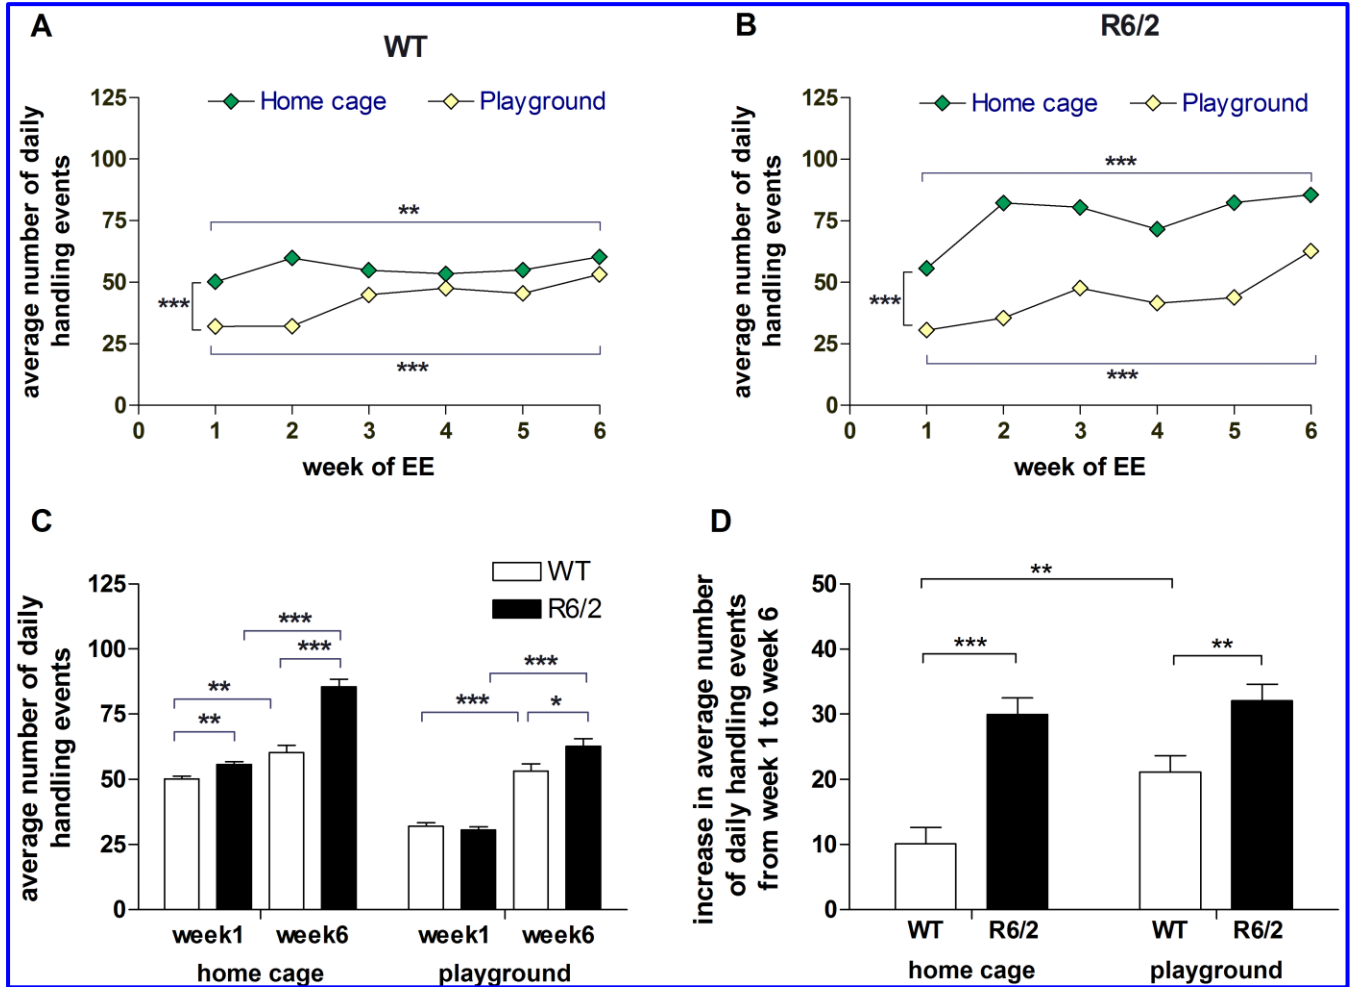 A
WT
Home cage
Playground
average number of daily
handling events
125
100
75
50
25
0
**
***
***
0 1 2 3 4 5 6
week of EE
B
R6/2
Home cage
Playground
average number of daily
handling events
125
100
75
50
25
0
***
***
***
0 1 2 3 4 5 6
week of EE
C
WT
R6/2
average number of daily
handling events
125
100
75
50
25
0
***
***
**
**
***
***
*
week1 week6 week1 week6
home cage playground
D
increase in average number
of daily handling events
from week 1 to week 6
50
40
30
20
10
0
**
***
**
WT R6/2 WT R6/2
home cage playground